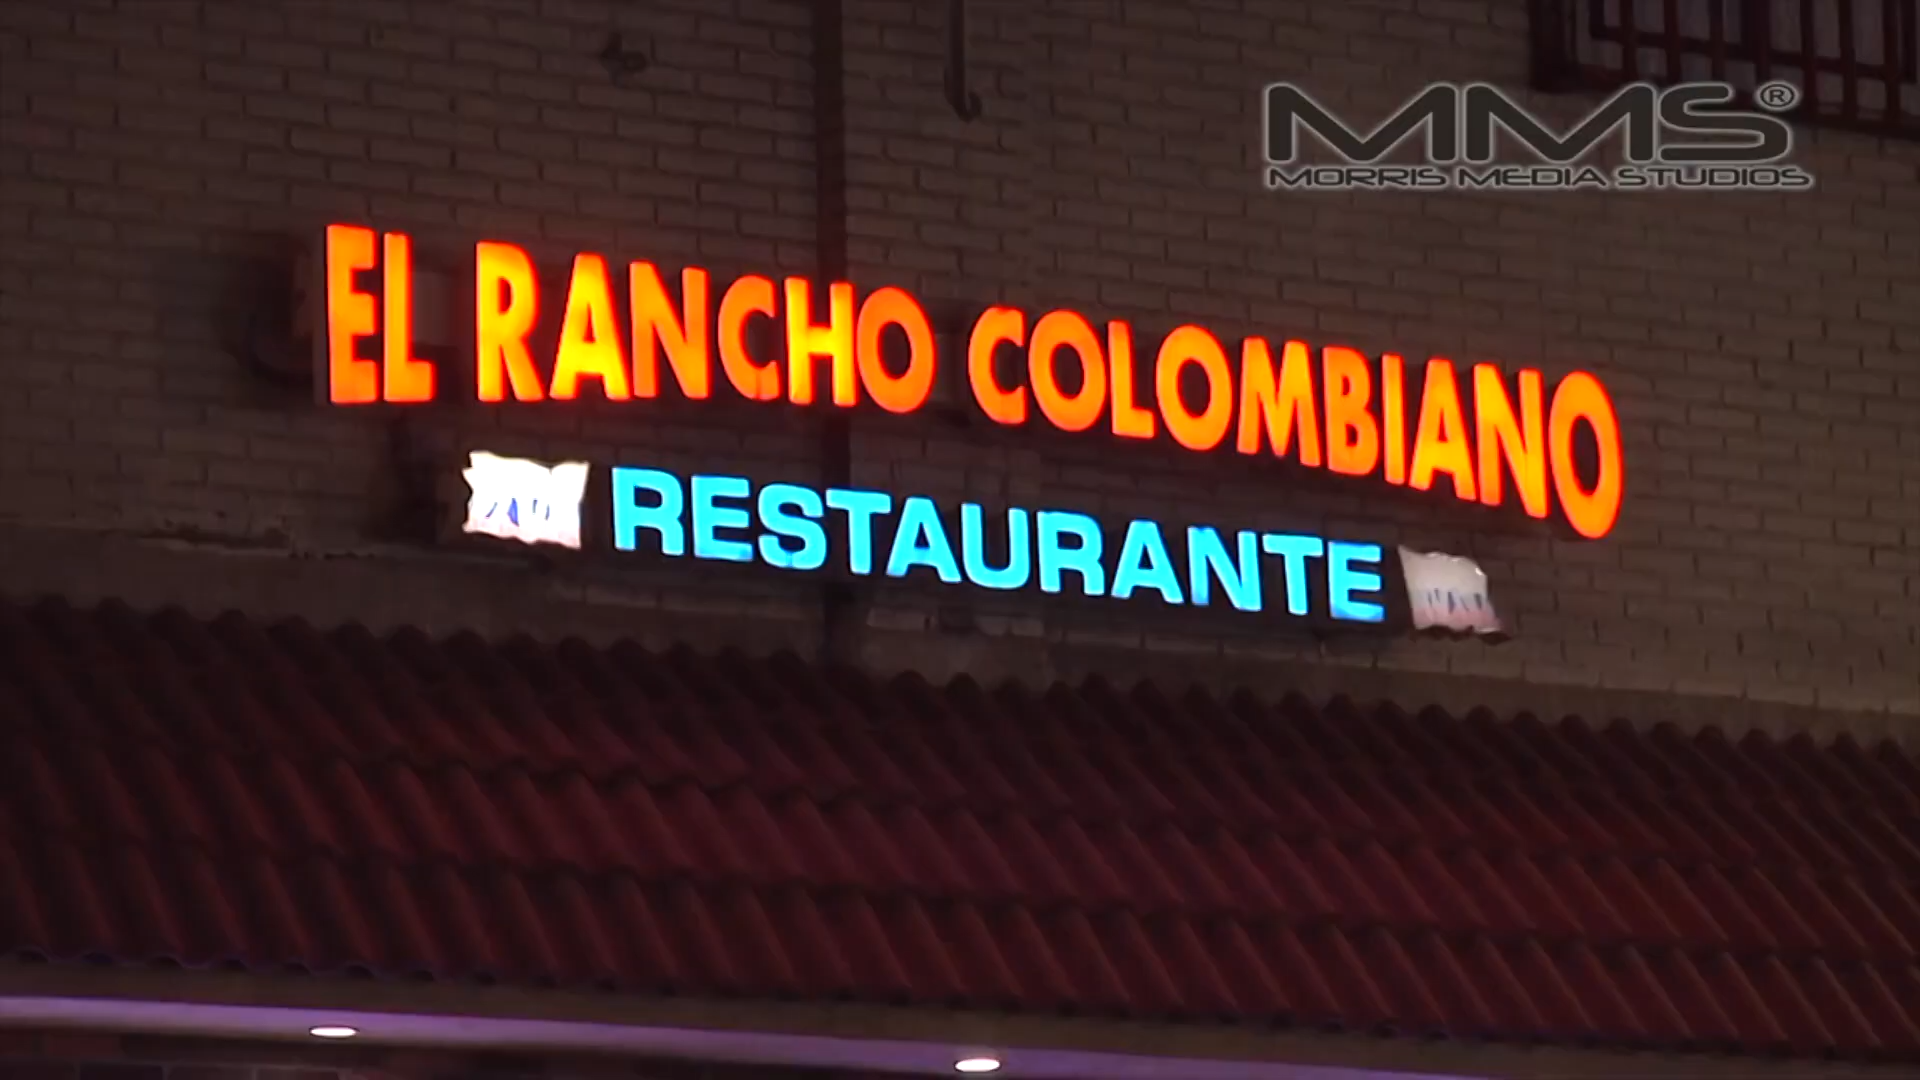 MMS®
MORRIS MEDIA STUDIOS
EL RANCHO COLOMBIANO
RESTAURANTE